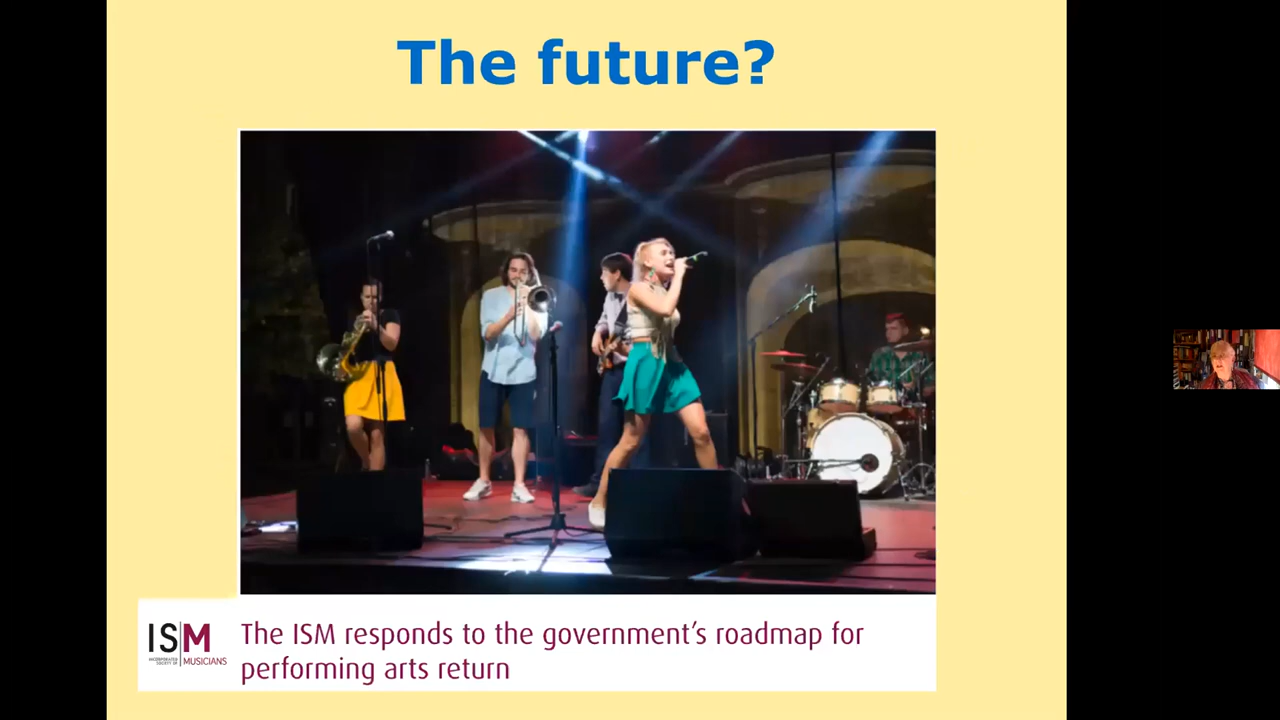 The future?
ISM
INCORPORATED
SOCIETY OF
MUSICIANS
The ISM responds to the government's roadmap for
performing arts return